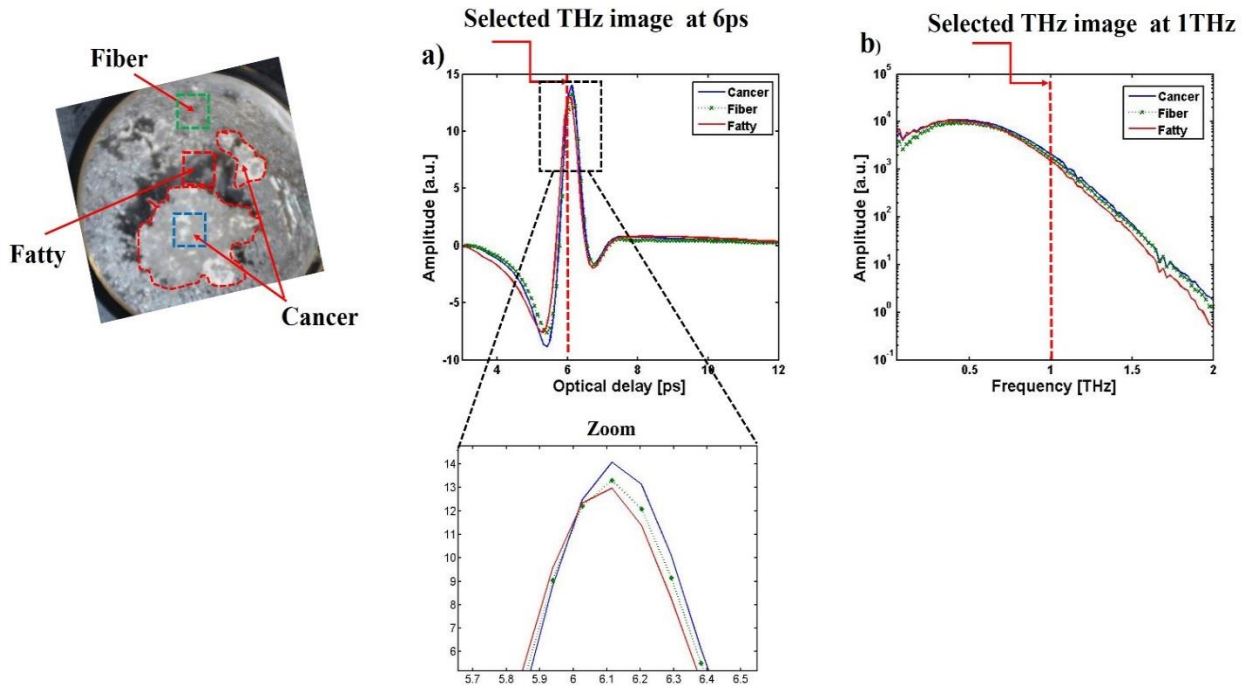 Selected THz image at 6ps
Selected THz image at 1THz
Fiber
Fatty
Cancer
a)
15
10
5
0
-5
-10
Amplitude [a.u.]
4
6
8
10
12
Optical delay [ps]
Cancer
Fiber
Fatty
b)
10^5
10^4
10^3
10^2
10^1
10^0
10^-1
Amplitude [a.u.]
0.5
1
1.5
2
Frequency [THz]
Cancer
Fiber
Fatty
Zoom
14
13
12
11
10
9
8
7
6
5.7
5.8
5.9
6
6.1
6.2
6.3
6.4
6.5